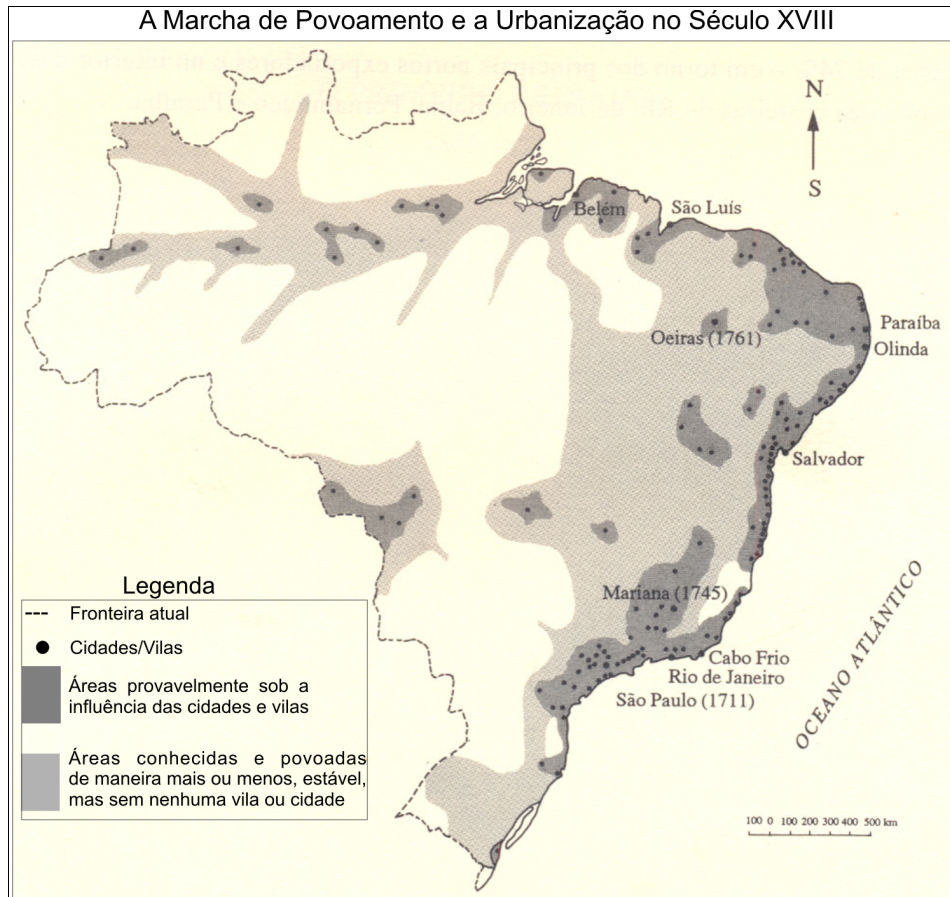 A Marcha de Povoamento e a Urbanização no Século XVIII
N
S
Belém
São Luís
Paraíba
Oeiras (1761)
Olinda
Salvador
Mariana (1745)
Cabo Frio
Rio de Janeiro
São Paulo (1711)
OCEANO ATLÂNTICO
Legenda
Fronteira atual
Cidades/Vilas
Áreas provavelmente sob a
influência das cidades e vilas
Áreas conhecidas e povoadas
de maneira mais ou menos, estável,
mas sem nenhuma vila ou cidade
100 0 100 200 300 400 500 km